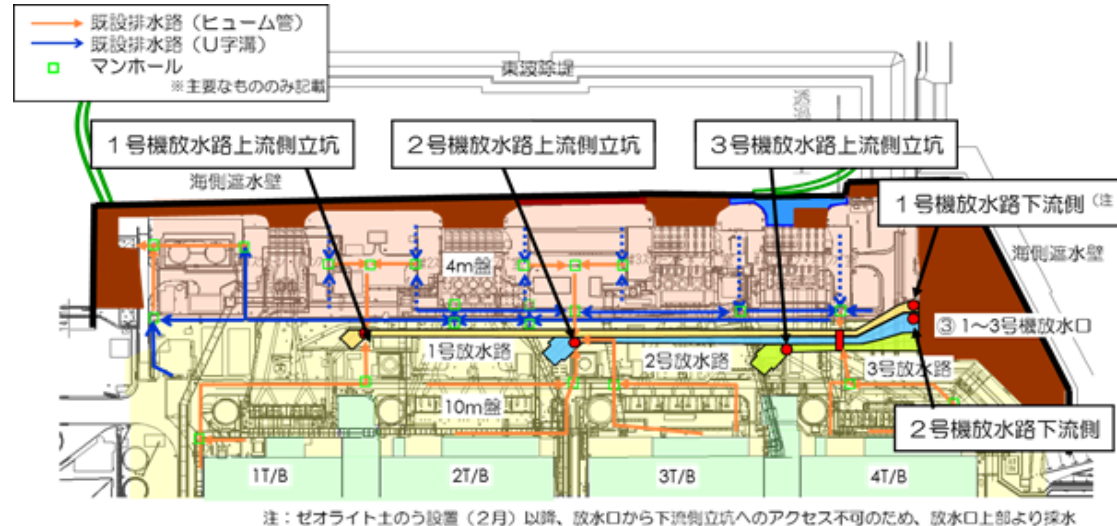 既設排水路（ヒューム管）
既設排水路（U字溝）
マンホール
※主要なもののみ記載
東波除堤
1号機放水路上流側立坑
2号機放水路上流側立坑
3号機放水路上流側立坑
海側遮水壁
1号機放水路下流側（注
海側遮水壁
4m盤
③ 1～3号機放水口
1号放水路
2号放水路
3号放水路
10m盤
2号機放水路下流側
1T/B
2T/B
3T/B
4T/B
注：ゼオライト土のう設置（2月）以降、放水口から下流側立坑へのアクセス不可のため、放水口上部より採水